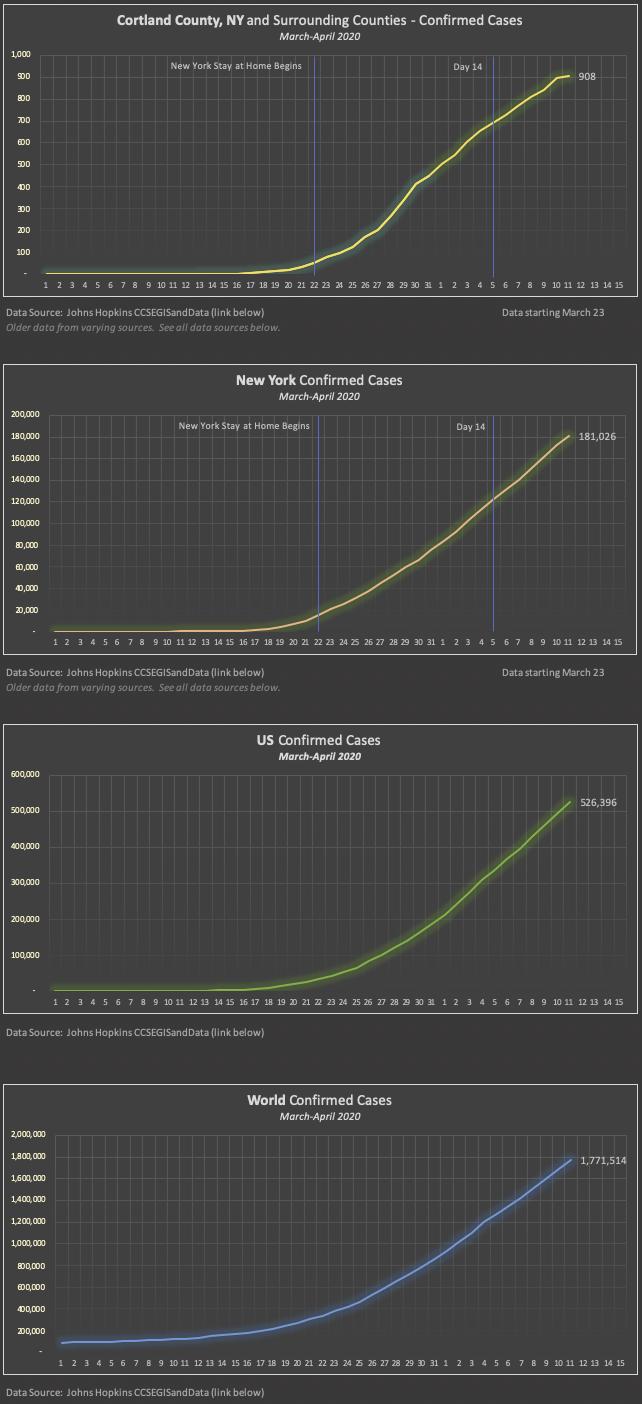 Cortland County, NY and Surrounding Counties - Confirmed Cases
March-April 2020
1,000
New York Stay at Home Begins
Day 14
900
908
800
700
600
500
400
300
200
100
-
1 2 3 4 5 6 7 8 9 10 11 12 13 14 15 16 17 18 19 20 21 22 23 24 25 26 27 28 29 30 31 1 2 3 4 5 6 7 8 9 10 11 12 13 14 15
Data Source: Johns Hopkins CCSEGISandData (link below) Data starting March 23
Older data from varying sources. See all data sources below.
New York Confirmed Cases
March-April 2020
200,000
New York Stay at Home Begins
Day 14
180,000
181,026
160,000
140,000
120,000
100,000
80,000
60,000
40,000
20,000
-
1 2 3 4 5 6 7 8 9 10 11 12 13 14 15 16 17 18 19 20 21 22 23 24 25 26 27 28 29 30 31 1 2 3 4 5 6 7 8 9 10 11 12 13 14 15
Data Source: Johns Hopkins CCSEGISandData (link below) Data starting March 23
Older data from varying sources. See all data sources below.
US Confirmed Cases
March-April 2020
600,000
526,396
500,000
400,000
300,000
200,000
100,000
-
1 2 3 4 5 6 7 8 9 10 11 12 13 14 15 16 17 18 19 20 21 22 23 24 25 26 27 28 29 30 31 1 2 3 4 5 6 7 8 9 10 11 12 13 14 15
Data Source: Johns Hopkins CCSEGISandData (link below)
World Confirmed Cases
March-April 2020
2,000,000
1,800,000
1,771,514
1,600,000
1,400,000
1,200,000
1,000,000
800,000
600,000
400,000
200,000
-
1 2 3 4 5 6 7 8 9 10 11 12 13 14 15 16 17 18 19 20 21 22 23 24 25 26 27 28 29 30 31 1 2 3 4 5 6 7 8 9 10 11 12 13 14 15
Data Source: Johns Hopkins CCSEGISandData (link below)